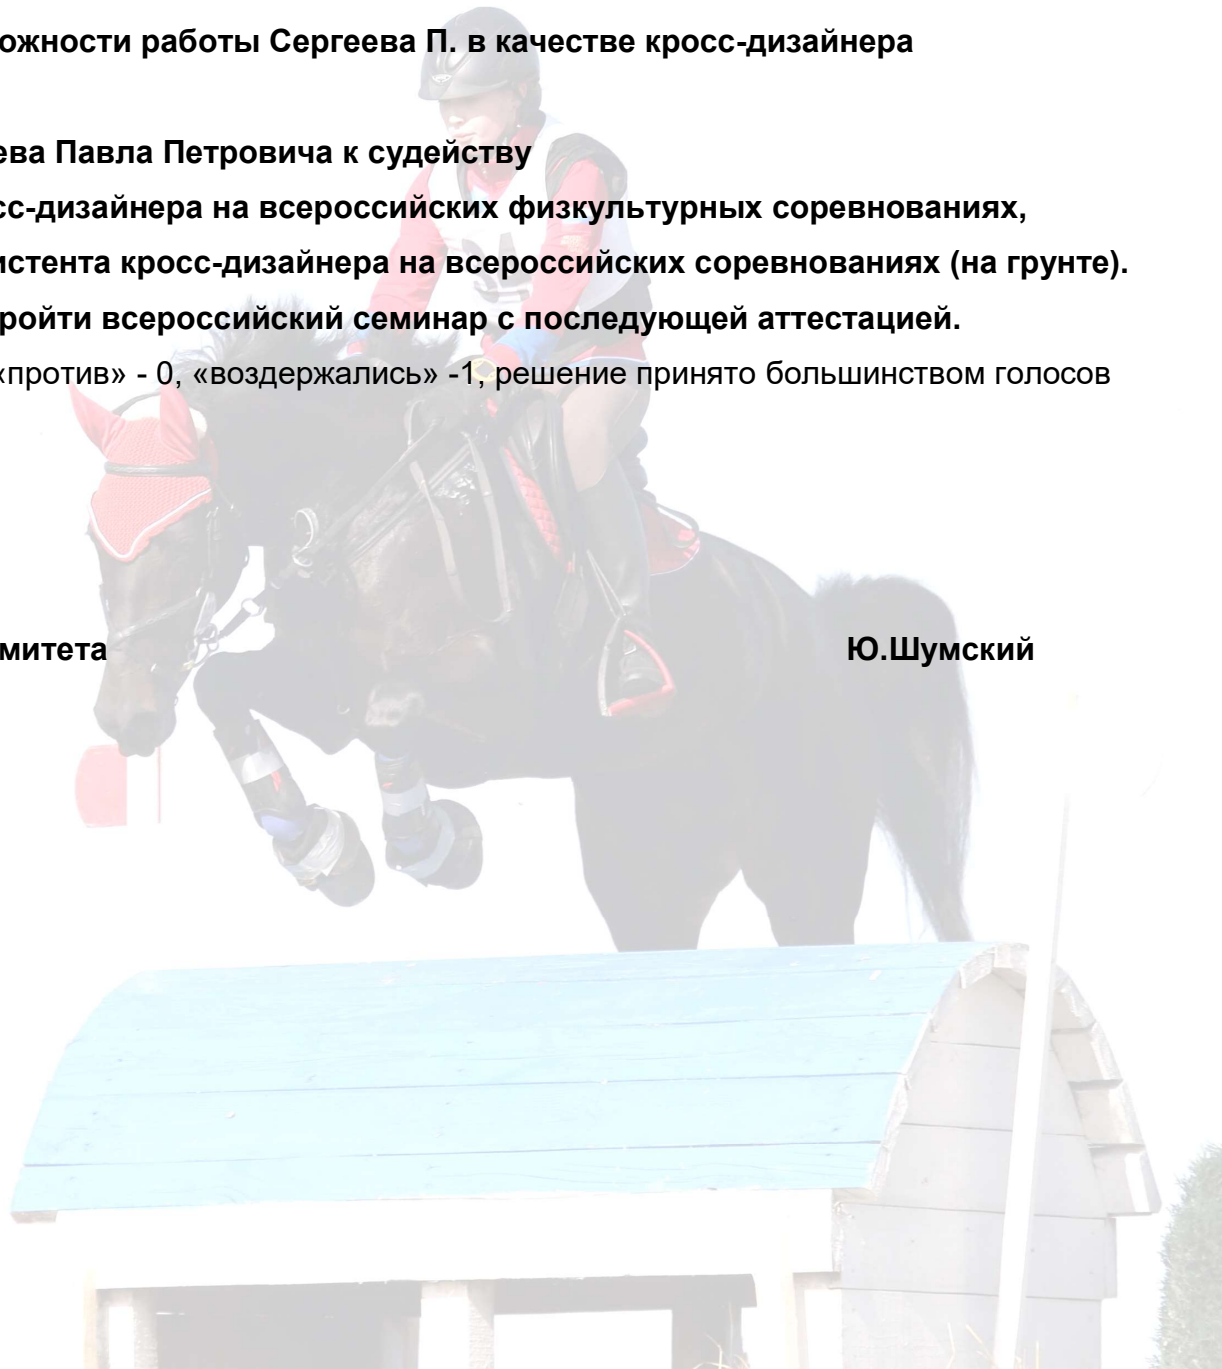 ожности работы Сергеева П. в качестве кросс-дизайнера
ева Павла Петровича к судейству
сс-дизайнера на всероссийских физкультурных соревнованиях,
истента кросс-дизайнера на всероссийских соревнованиях (на грунте).
ройти всероссийский семинар с последующей аттестацией.
«против» - 0, «воздержались» -1, решение принято большинством голосов
митета Ю.Шумский